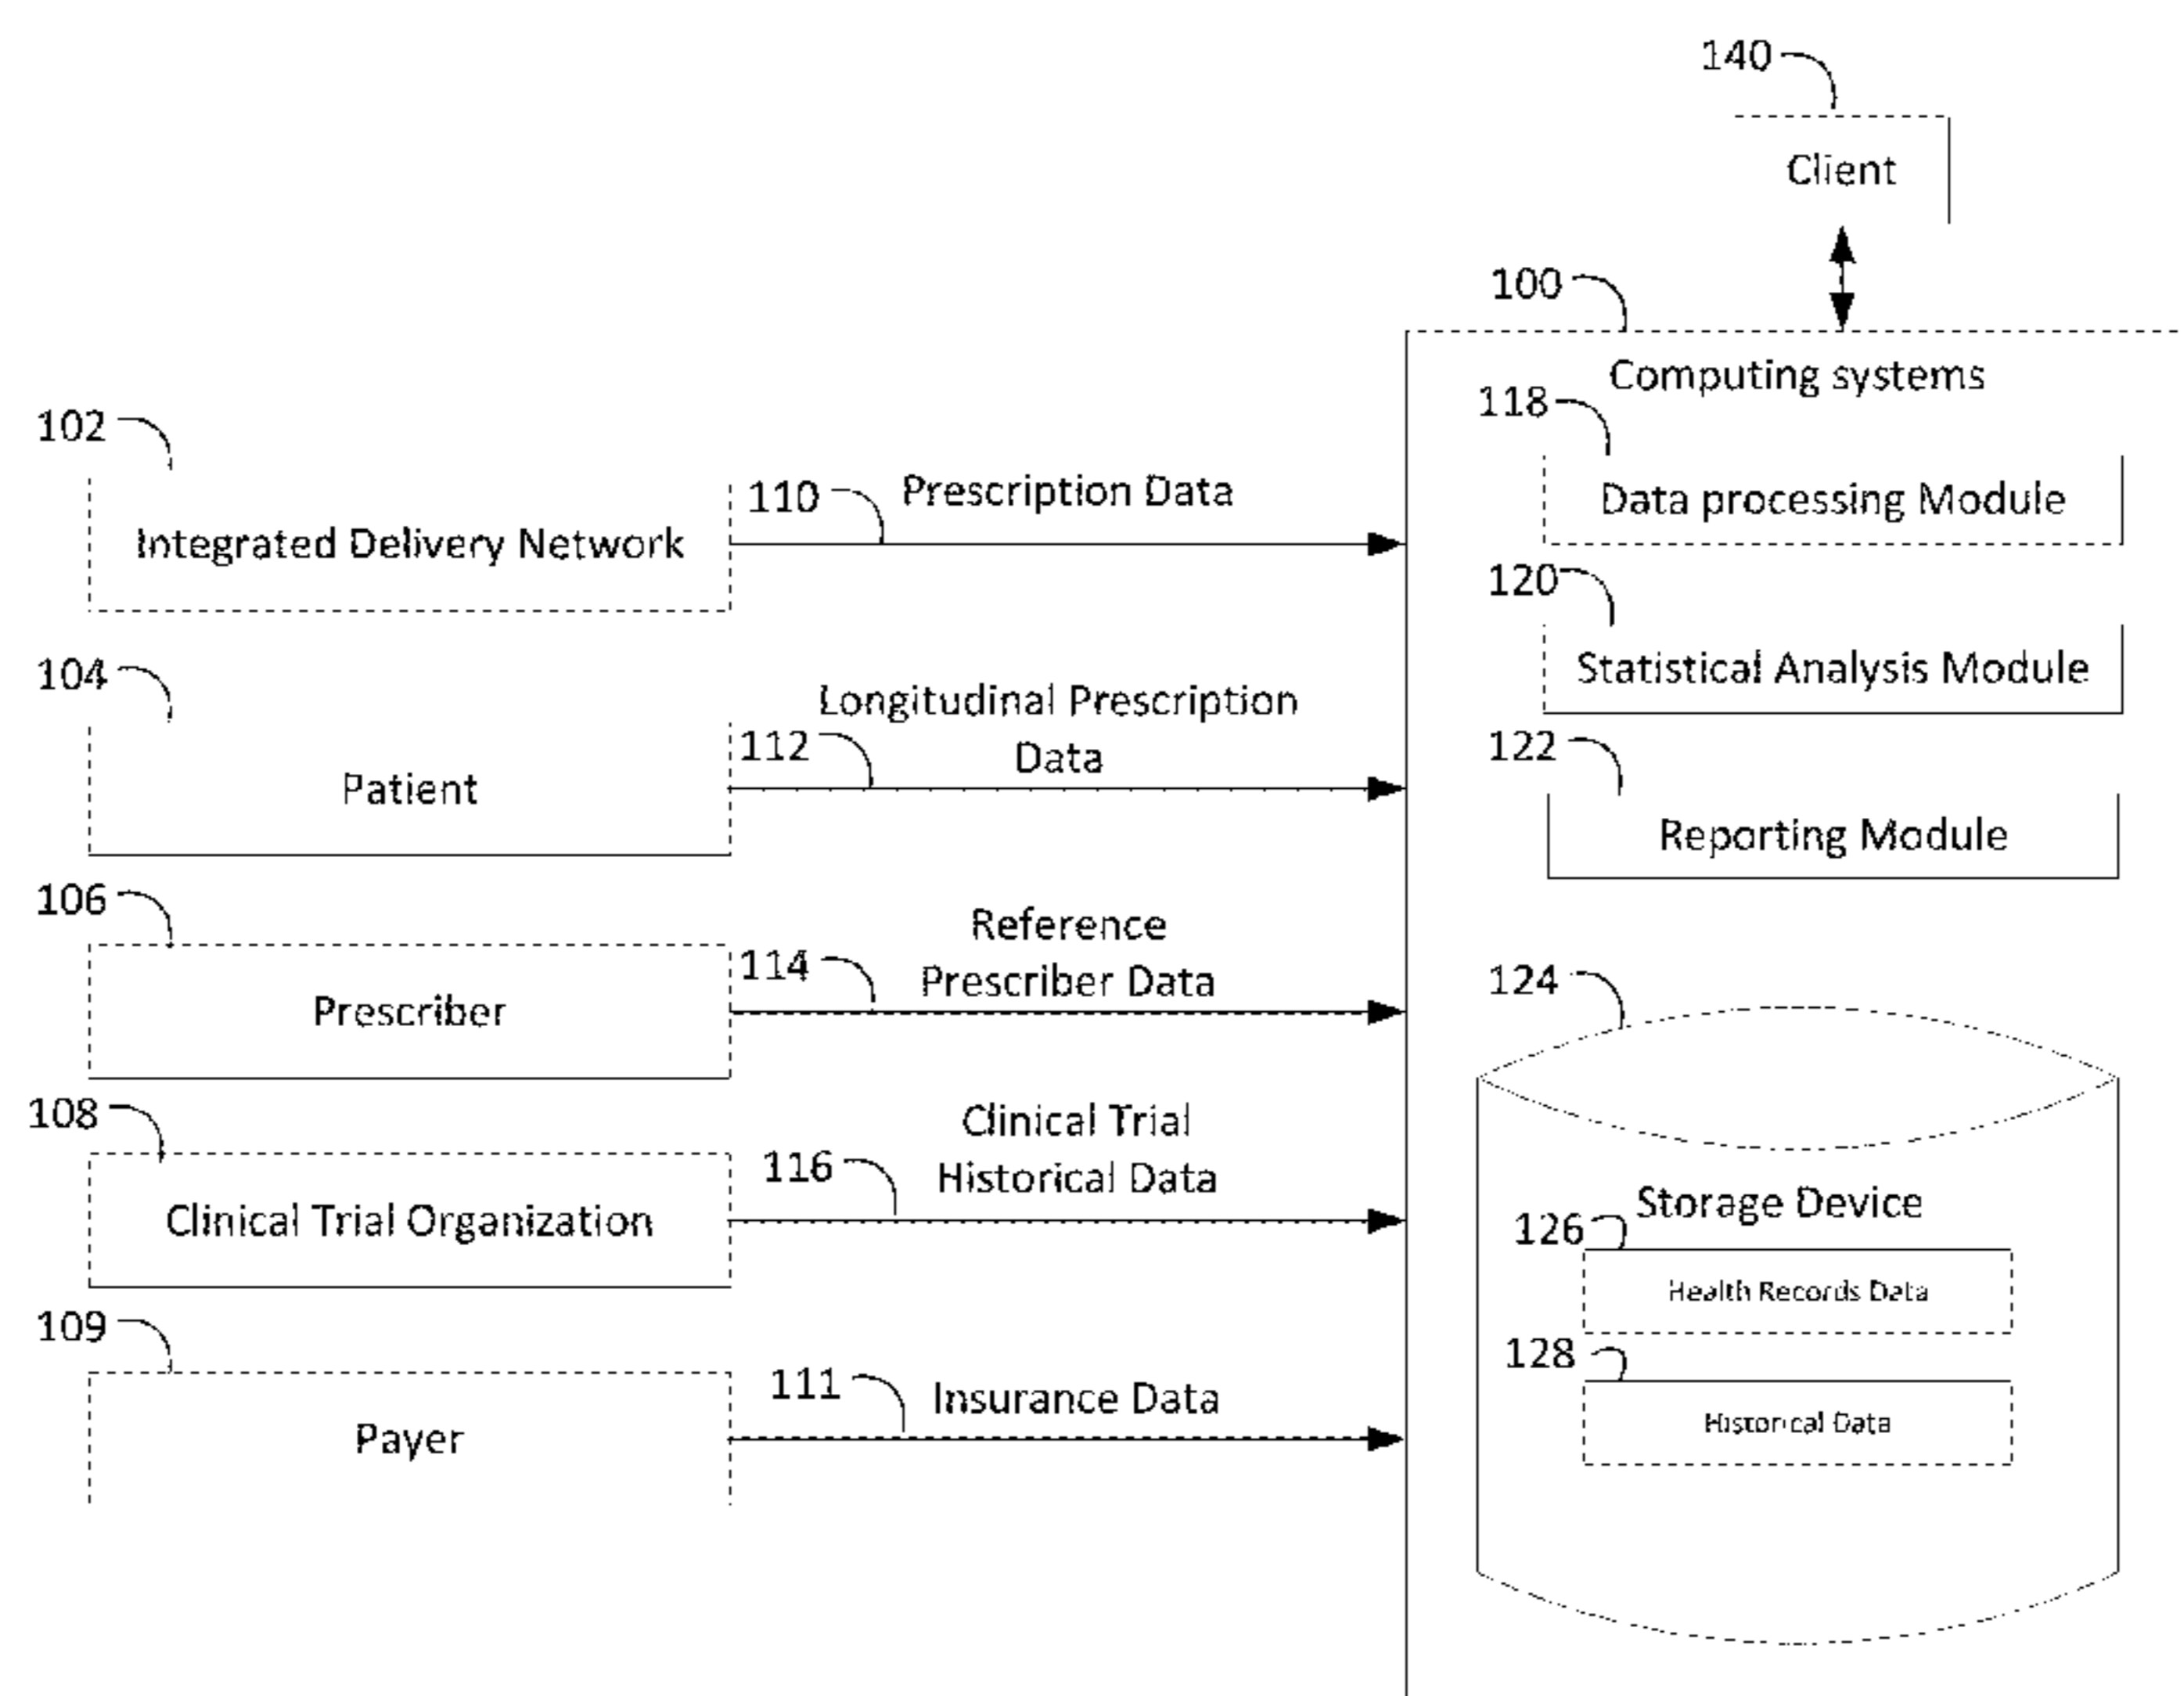 140
Client
100
Computing systems
118
Data processing Module
120
Statistical Analysis Module
122
Reporting Module
102
Integrated Delivery Network
110
Prescription Data
104
Patient
112
Longitudinal Prescription
Data
106
Prescriber
114
Reference
Prescriber Data
108
Clinical Trial Organization
116
Clinical Trial
Historical Data
109
Payer
111
Insurance Data
124
Storage Device
126
Health Records Data
128
Historical Data